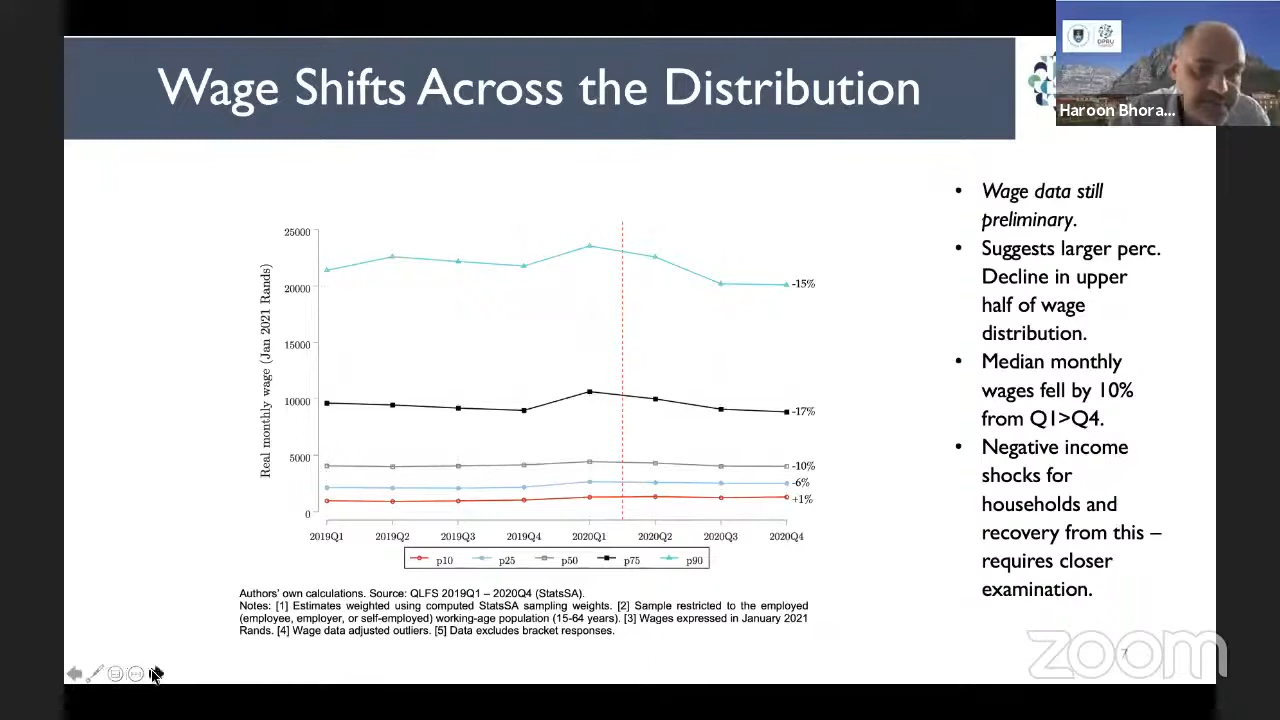 Wage Shifts Across the Distribution
DPRU
Haroon Bhora...
• Wage data still
preliminary.
• Suggests larger perc.
Decline in upper
half of wage
distribution.
• Median monthly
wages fell by 10%
from Q1>Q4.
• Negative income
shocks for
households and
recovery from this –
requires closer
examination.
Real monthly wage (Jan 2021 Rands)
25000
20000
15000
10000
5000
0
-15%
-17%
-10%
-6%
+1%
2019Q1 2019Q2 2019Q3 2019Q4 2020Q1 2020Q2 2020Q3 2020Q4
p10 p25 p50 p75 p90
Authors' own calculations. Source: QLFS 2019Q1 – 2020Q4 (StatsSA).
Notes: [1] Estimates weighted using computed StatsSA sampling weights. [2] Sample restricted to the employed
(employee, employer, or self-employed) working-age population (15-64 years). [3] Wages expressed in January 2021
Rands. [4] Wage data adjusted outliers. [5] Data excludes bracket responses.
7
zoom